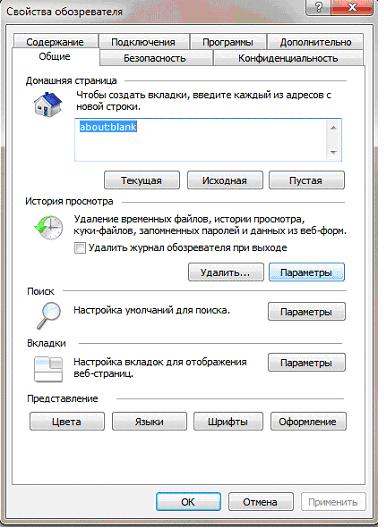 Свойства обозревателя
Содержание Подключения Программы Дополнительно
Общие Безопасность Конфиденциальность
Домашняя страница
Чтобы создать вкладки, введите каждый из адресов с
новой строки.
about:blank
Текущая Исходная Пустая
История просмотра
Удаление временных файлов, истории просмотра,
куки-файлов, запомненных паролей и данных из веб-форм.
Удалить журнал обозревателя при выходе
Удалить... Параметры
Поиск
Настройка умолчаний для поиска. Параметры
Вкладки
Настройка вкладок для отображения
веб-страниц.
Параметры
Представление
Цвета Языки Шрифты Оформление
ОК Отмена Применить